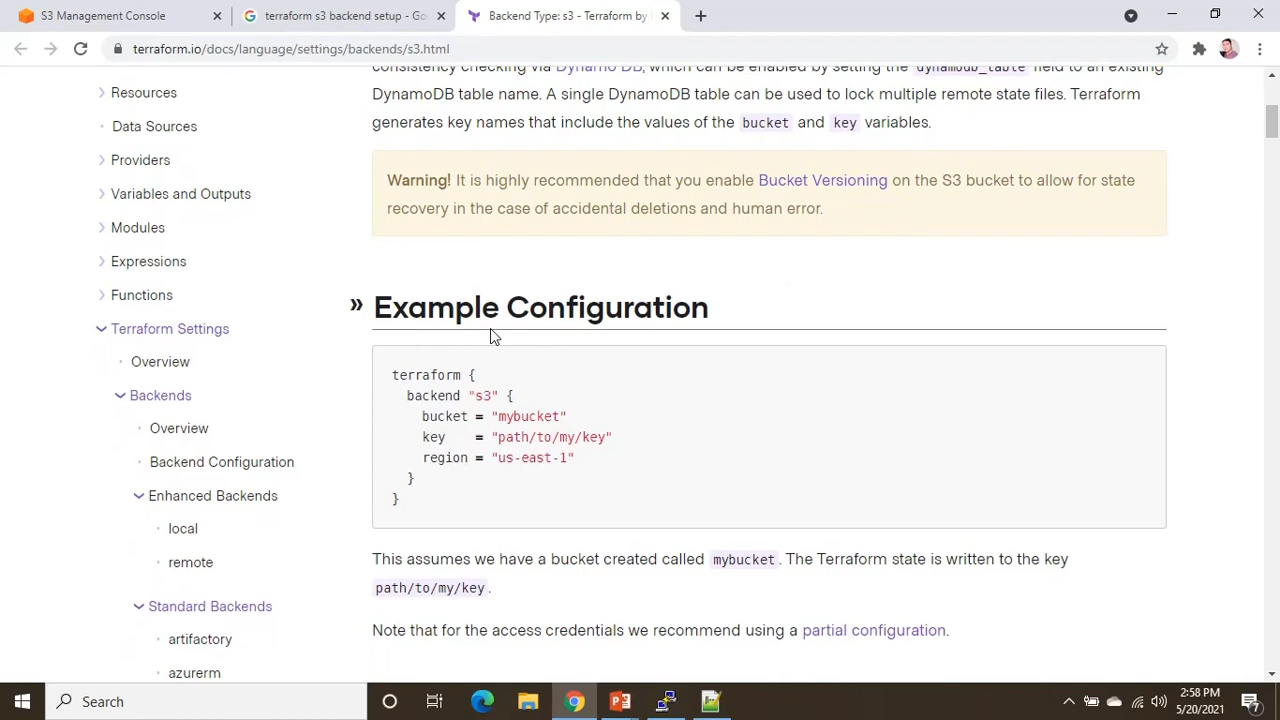 S3 Management Console
terraform s3 backend setup - Go
Backend Type: s3 - Terraform by
terraform.io/docs/language/settings/backends/s3.html
Resources
Data Sources
Providers
Variables and Outputs
Modules
Expressions
Functions
Terraform Settings
Overview
Backends
Overview
Backend Configuration
Enhanced Backends
local
remote
Standard Backends
artifactory
azurerm
consistency checking via Dynamo DB, which can be enabled by setting the dynamodb_table field to an existing
DynamoDB table name. A single DynamoDB table can be used to lock multiple remote state files. Terraform
generates key names that include the values of the bucket and key variables.
Warning! It is highly recommended that you enable Bucket Versioning on the S3 bucket to allow for state
recovery in the case of accidental deletions and human error.
» Example Configuration
terraform {
backend "s3" {
bucket = "mybucket"
key = "path/to/my/key"
region = "us-east-1"
}
}
This assumes we have a bucket created called mybucket. The Terraform state is written to the key
path/to/my/key.
Note that for the access credentials we recommend using a partial configuration.
Search
2:58 PM
5/20/2021
7